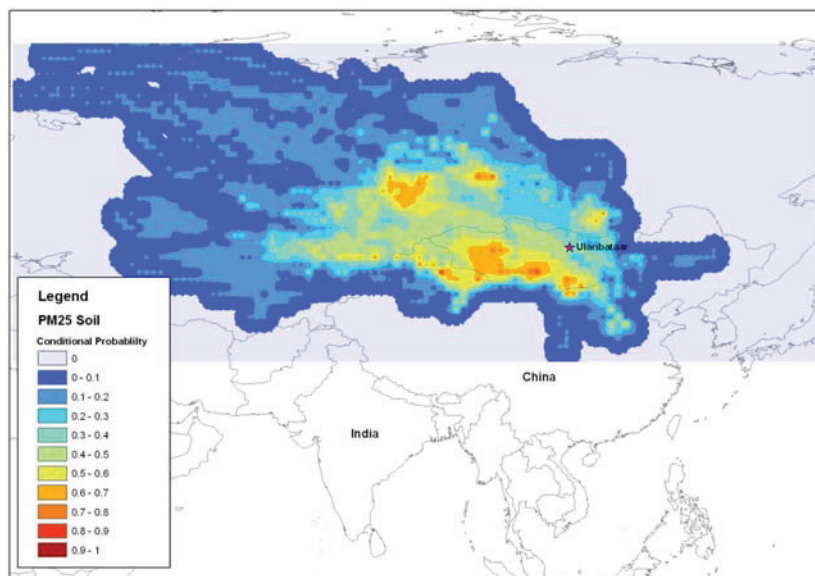 Ulanbataar
China
India
Legend
PM25 Soil
Conditional Probability
0
0 - 0.1
0.1 - 0.2
0.2 - 0.3
0.3 - 0.4
0.4 - 0.5
0.5 - 0.6
0.6 - 0.7
0.7 - 0.8
0.8 - 0.9
0.9 - 1